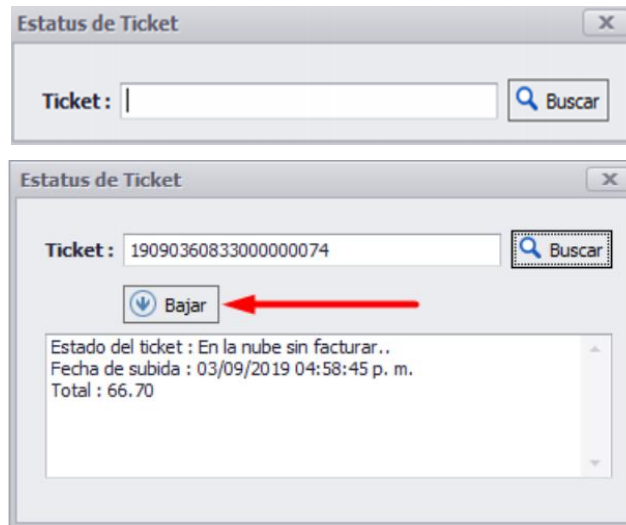 Estatus de Ticket
Ticket : Buscar
Estatus de Ticket
Ticket : 19090360833000000074 Buscar
Bajar
Estado del ticket : En la nube sin facturar..
Fecha de subida : 03/09/2019 04:58:45 p. m.
Total : 66.70